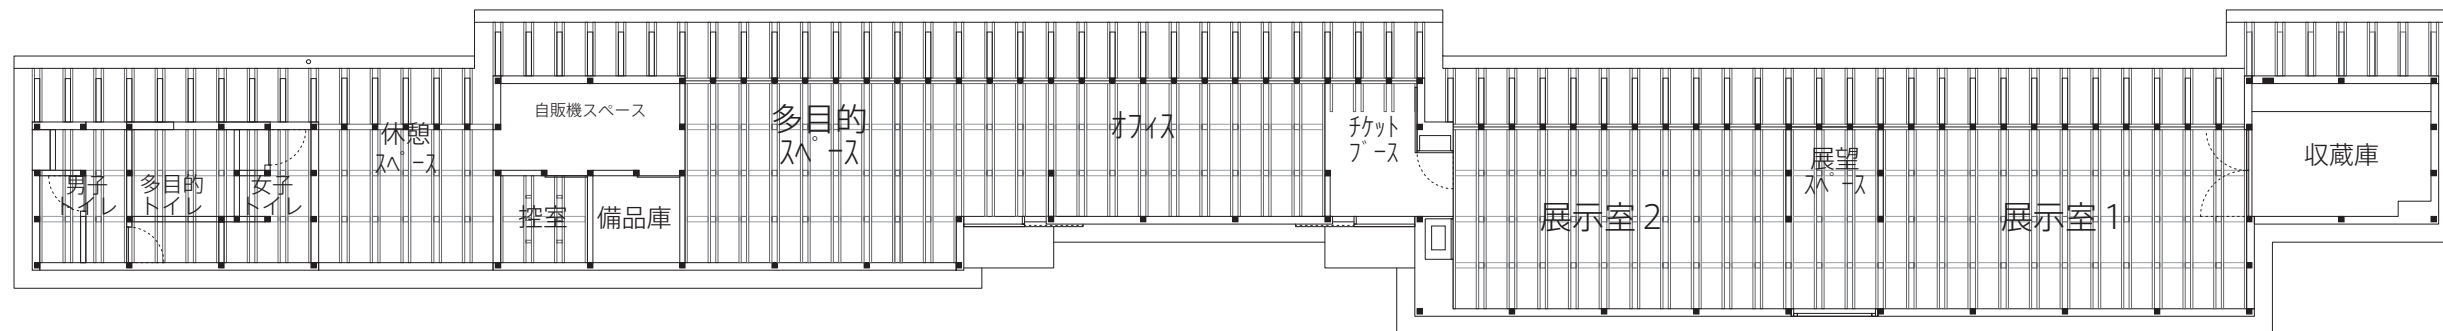 男子
トイレ
多目的
トイレ
女子
トイレ
休憩
スペース
自販機スペース
控室
備品庫
多目的
スペース
オフィス
チケット
ブース
展示室２
展望
スペース
展示室１
収蔵庫